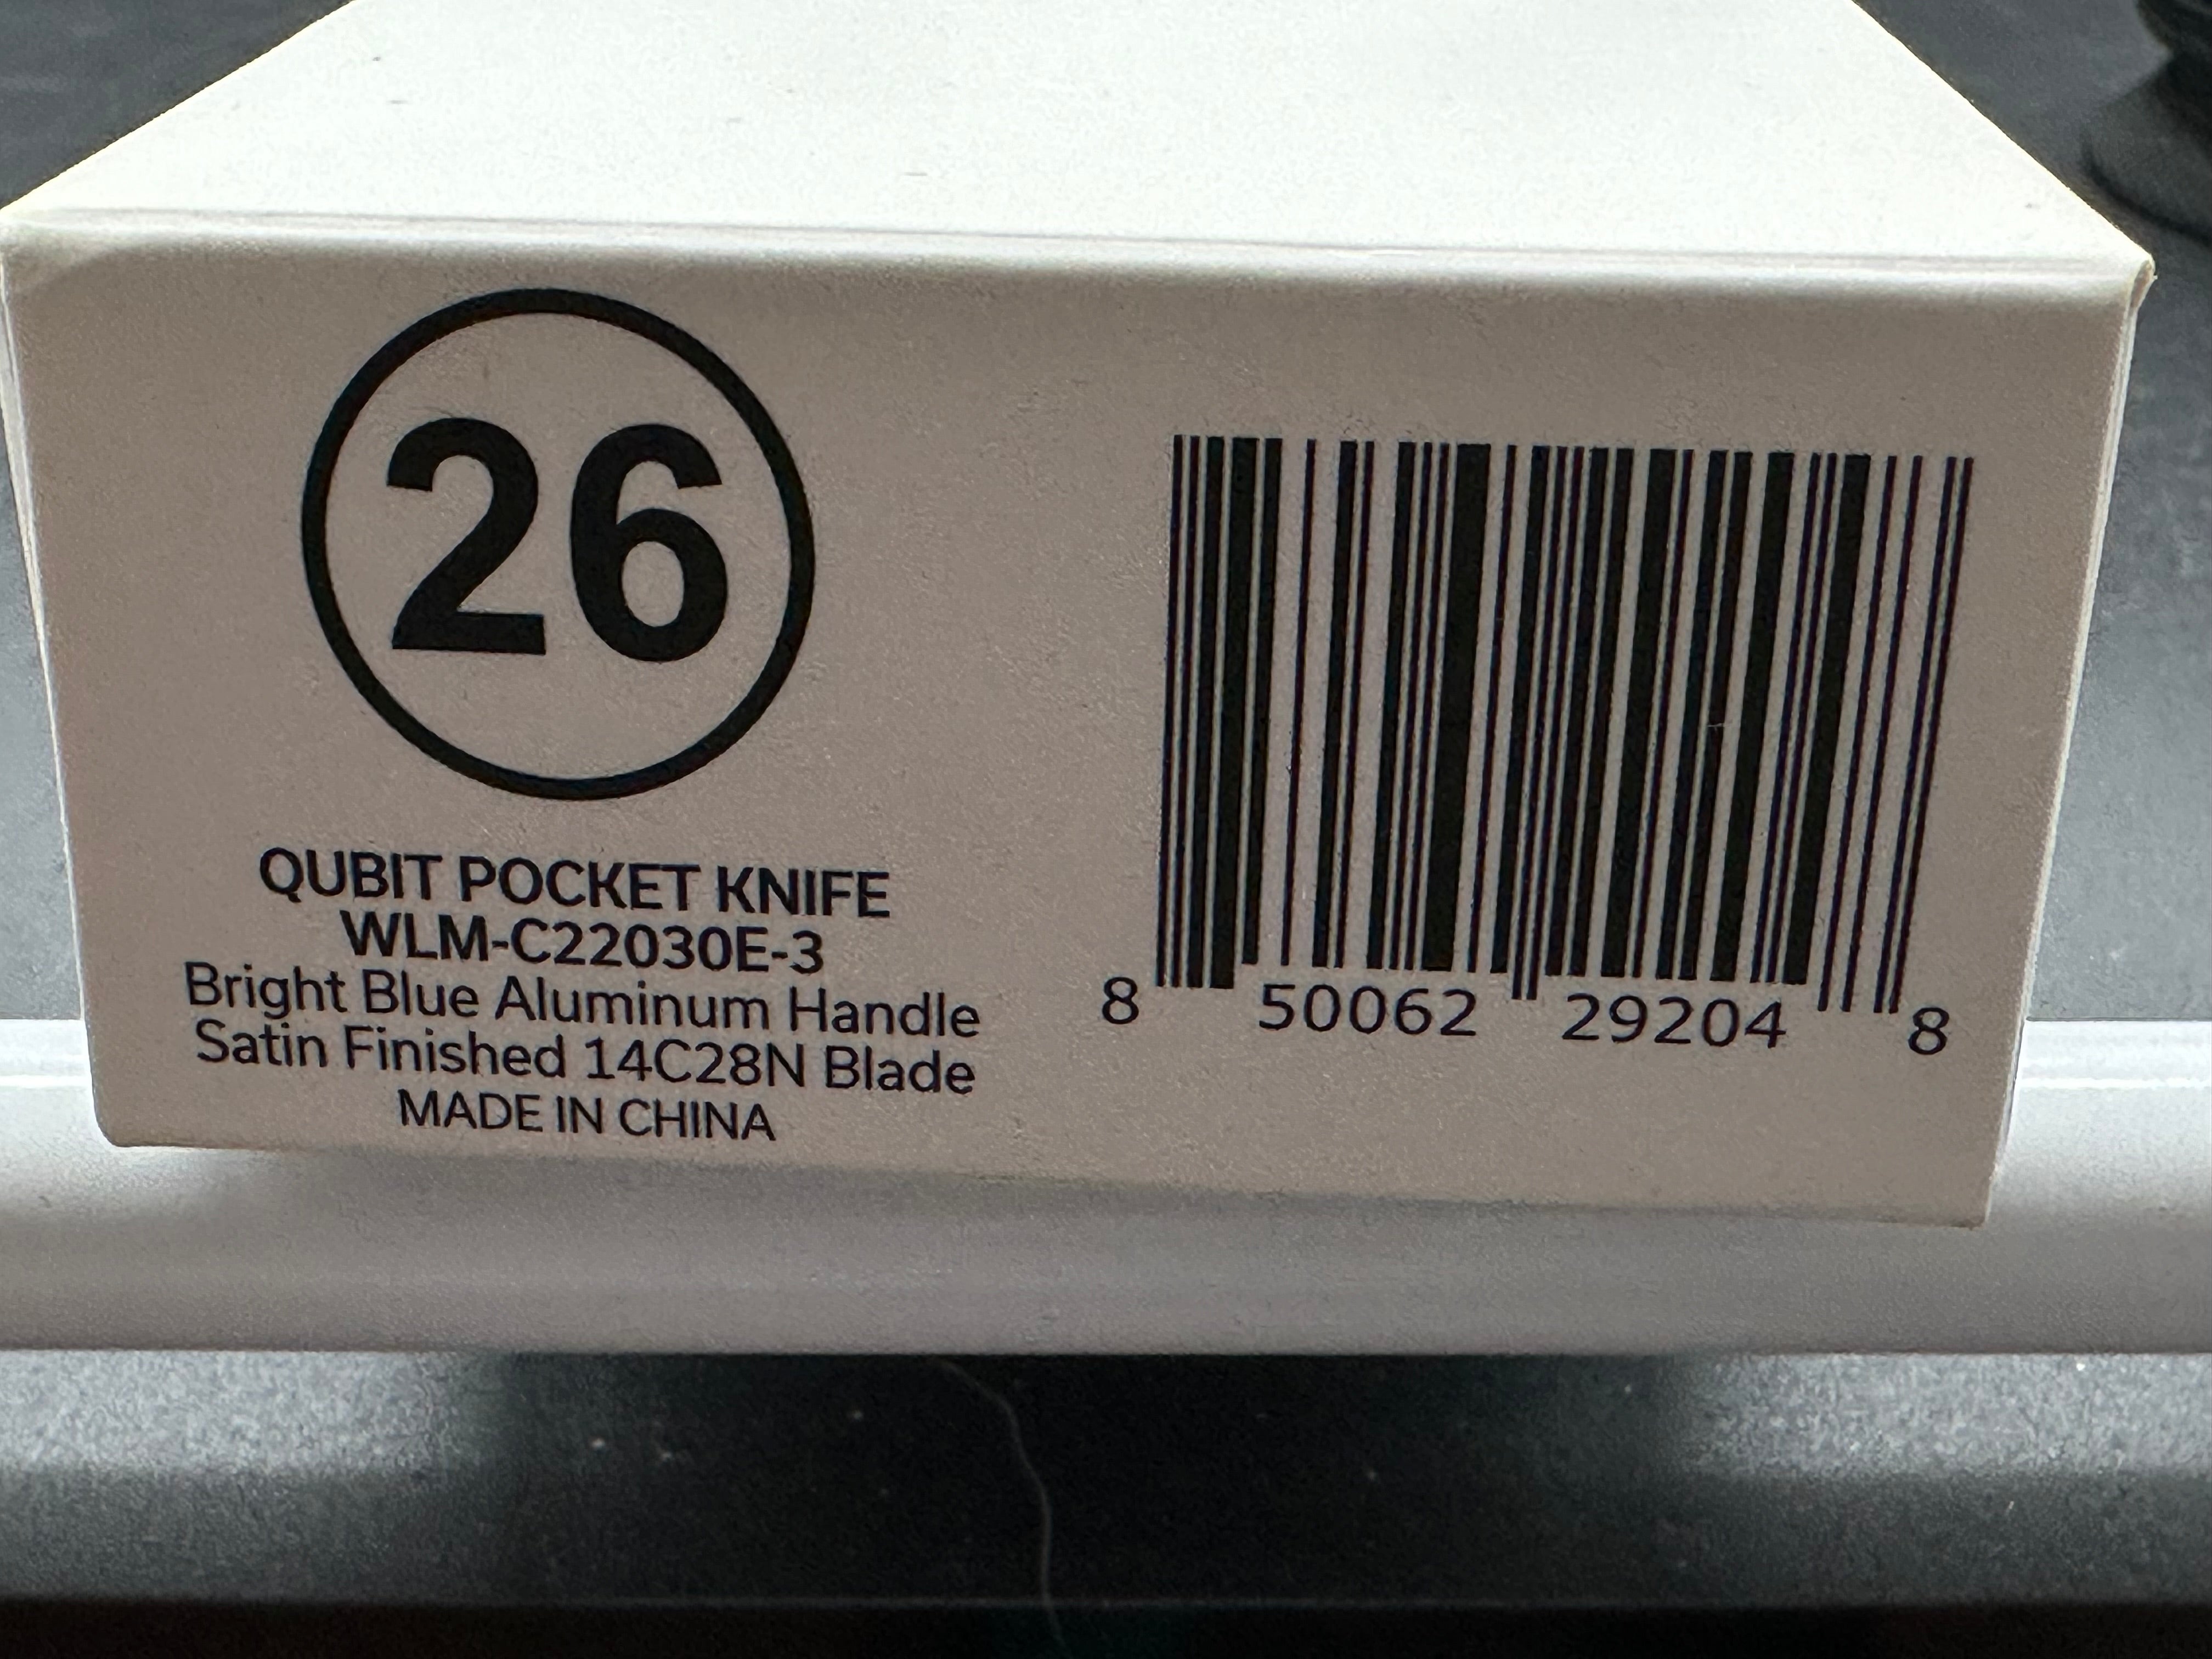 26
QUBIT POCKET KNIFE
WLM-C22030E-3
Bright Blue Aluminum Handle
Satin Finished 14C28N Blade
MADE IN CHINA
8 50062 29204 8